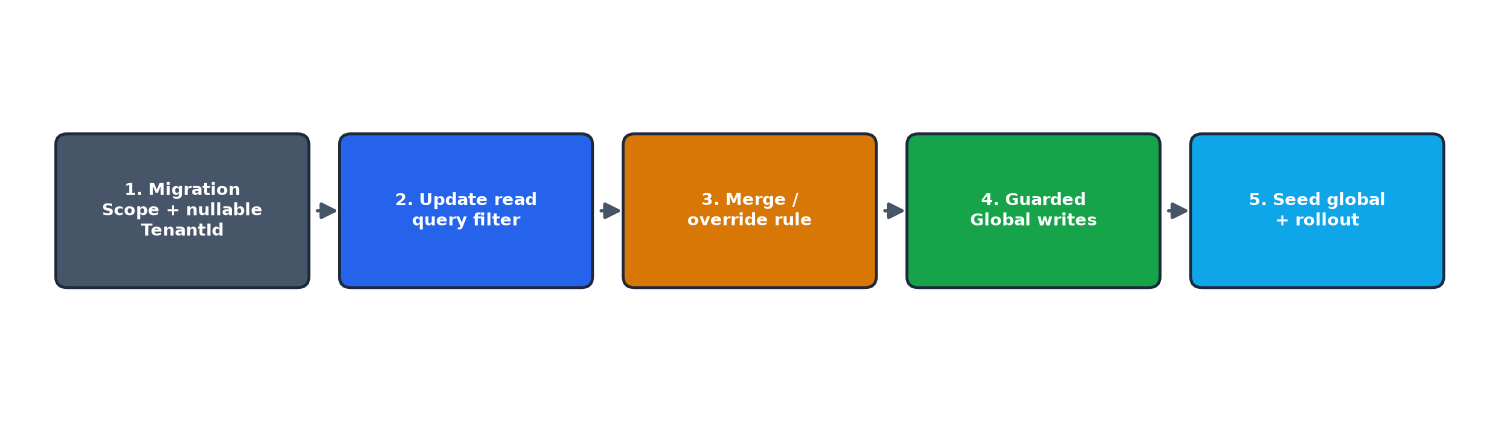 1. Migration
Scope + nullable
TenantId
2. Update read
query filter
3. Merge /
override rule
4. Guarded
Global writes
5. Seed global
+ rollout